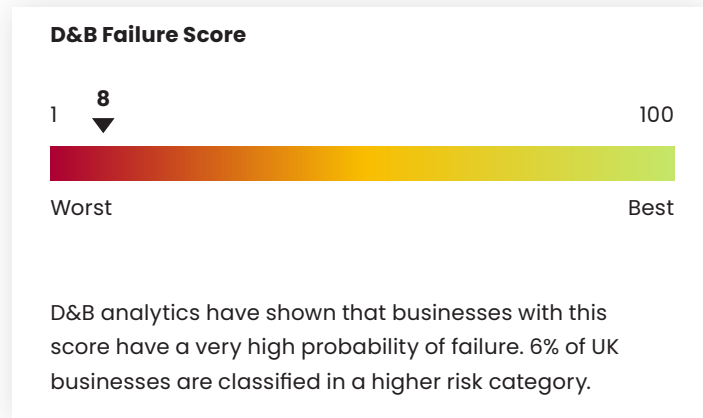 D&B Failure Score
8
1 100
Worst Best
D&B analytics have shown that businesses with this
score have a very high probability of failure. 6% of UK
businesses are classified in a higher risk category.